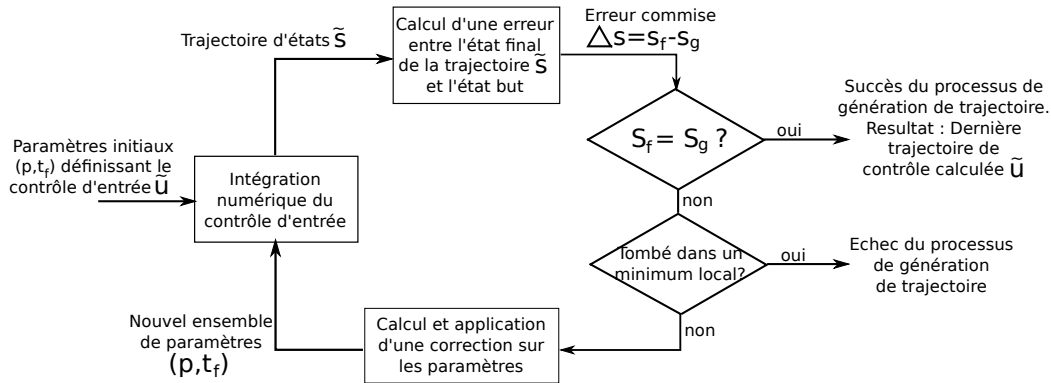 Trajectoire d'états s̃
Calcul d'une erreur
entre l'état final
de la trajectoire s̃
et l'état but
Erreur commise
△s=s_f-s_g
S_f = S_g ?
oui
Succès du processus de
génération de trajectoire.
Resultat : Dernière
trajectoire de
contrôle calculée ũ
non
Tombé dans un
minimum local?
oui
Echec du processus
de génération
de trajectoire
non
Calcul et application
d'une correction sur
les paramètres
Nouvel ensemble
de paramètres
(p,t_f)
Paramètres initiaux
(p,t_f) définissant le
contrôle d'entrée ũ
Intégration
numérique du
contrôle d'entrée